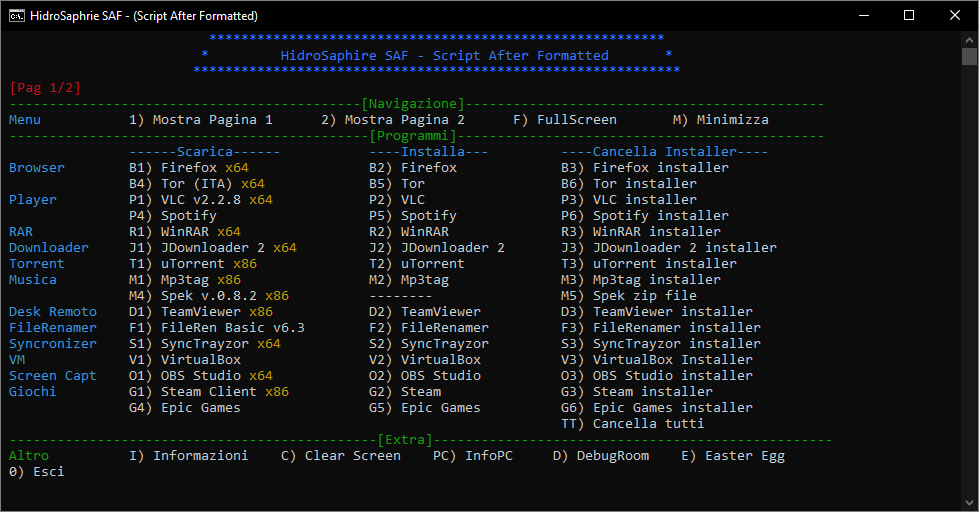 HidroSaphrie SAF - (Script After Formatted)
*********************************************************
* HidroSaphire SAF - Script After Formatted *
*************************************************************
[Pag 1/2]
--------------------------------------------[Navigazione]---------------------------------------------
Menu 1) Mostra Pagina 1 2) Mostra Pagina 2 F) FullScreen M) Minimizza
---------------------------------------------[Programmi]----------------------------------------------
------Scarica------ ----Installa--- ----Cancella Installer----
Browser B1) Firefox x64 B2) Firefox B3) Firefox installer
B4) Tor (ITA) x64 B5) Tor B6) Tor installer
Player P1) VLC v2.2.8 x64 P2) VLC P3) VLC installer
P4) Spotify P5) Spotify P6) Spotify installer
RAR R1) WinRAR x64 R2) WinRAR R3) WinRAR installer
Downloader J1) JDownloader 2 x64 J2) JDownloader 2 J3) JDownloader 2 installer
Torrent T1) uTorrent x86 T2) uTorrent T3) uTorrent installer
Musica M1) Mp3tag x86 M2) Mp3tag M3) Mp3tag installer
M4) Spek v.0.8.2 x86 -------- M5) Spek zip file
Desk Remoto D1) TeamViewer x86 D2) TeamViewer D3) TeamViewer installer
FileRenamer F1) FileRen Basic v6.3 F2) FileRenamer F3) FileRenamer installer
Syncronizer S1) SyncTrayzor x64 S2) SyncTrayzor S3) SyncTrayzor installer
VM V1) VirtualBox V2) VirtualBox V3) VirtualBox Installer
Screen Capt O1) OBS Studio x64 O2) OBS Studio O3) OBS Studio installer
Giochi G1) Steam Client x86 G2) Steam G3) Steam installer
G4) Epic Games G5) Epic Games G6) Epic Games installer
TT) Cancella tutti
----------------------------------------------[Extra]--------------------------------------------------
Altro I) Informazioni C) Clear Screen PC) InfoPC D) DebugRoom E) Easter Egg
0) Esci